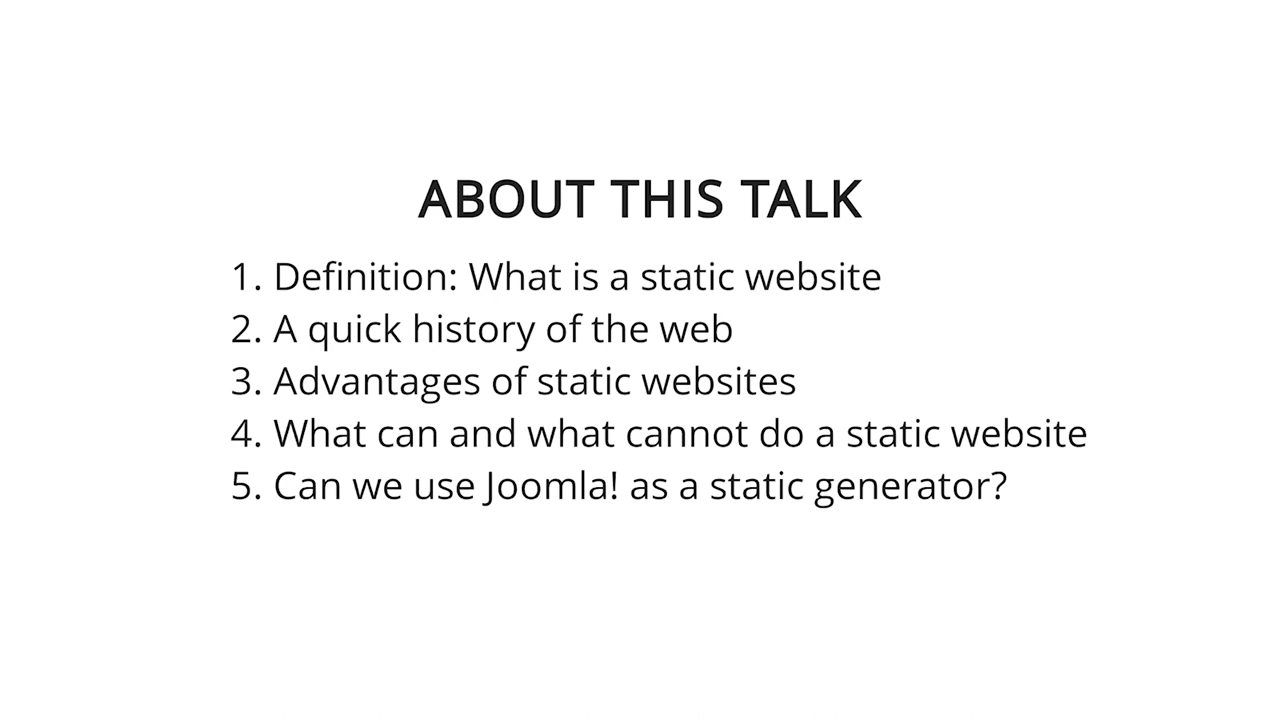 ABOUT THIS TALK
1. Definition: What is a static website
2. A quick history of the web
3. Advantages of static websites
4. What can and what cannot do a static website
5. Can we use Joomla! as a static generator?